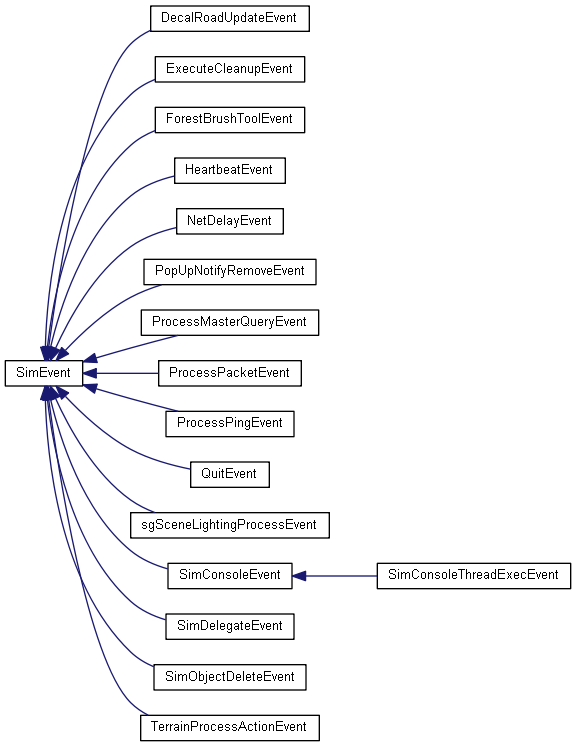 DecalRoadUpdateEvent
ExecuteCleanupEvent
ForestBrushToolEvent
HeartbeatEvent
NetDelayEvent
PopUpNotifyRemoveEvent
ProcessMasterQueryEvent
SimEvent
ProcessPacketEvent
ProcessPingEvent
QuitEvent
sgSceneLightingProcessEvent
SimConsoleEvent
SimConsoleThreadExecEvent
SimDelegateEvent
SimObjectDeleteEvent
TerrainProcessActionEvent